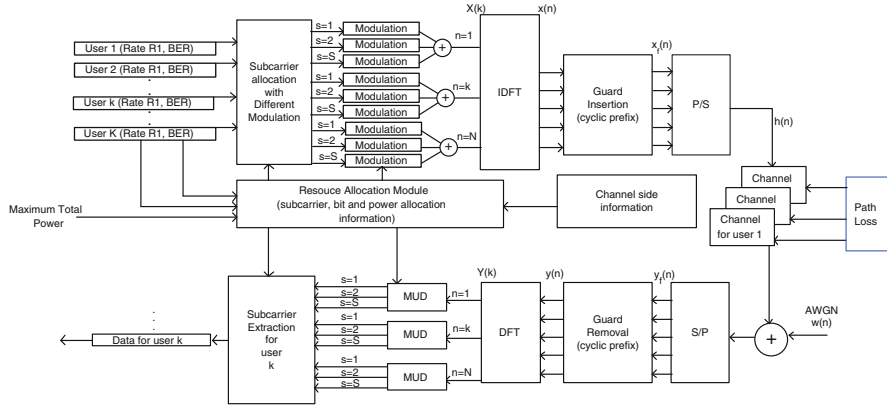 X(k)
x(n)
User 1 (Rate R1, BER)
User 2 (Rate R1, BER)
User k (Rate R1, BER)
User K (Rate R1, BER)
Subcarrier
allocation
with
Different
Modulation
s=1
s=2
s=S
s=1
s=2
s=S
s=1
s=2
s=S
Modulation
Modulation
Modulation
Modulation
Modulation
Modulation
Modulation
Modulation
Modulation
+
+
+
n=1
n=k
n=N
IDFT
Guard
Insertion
(cyclic prefix)
x_f(n)
P/S
h(n)
Channel
Channel
Channel
for user 1
Path
Loss
Maximum Total
Power
Resouce Allocation Module
(subcarrier, bit and power allocation
information)
Channel side
information
Data for user k
Subcarrier
Extraction
for
user
k
s=1
s=2
s=S
s=1
s=2
s=S
s=1
s=2
s=S
MUD
MUD
MUD
n=1
n=k
n=N
Y(k)
DFT
y(n)
Guard
Removal
(cyclic prefix)
y_f(n)
S/P
+
AWGN
w(n)